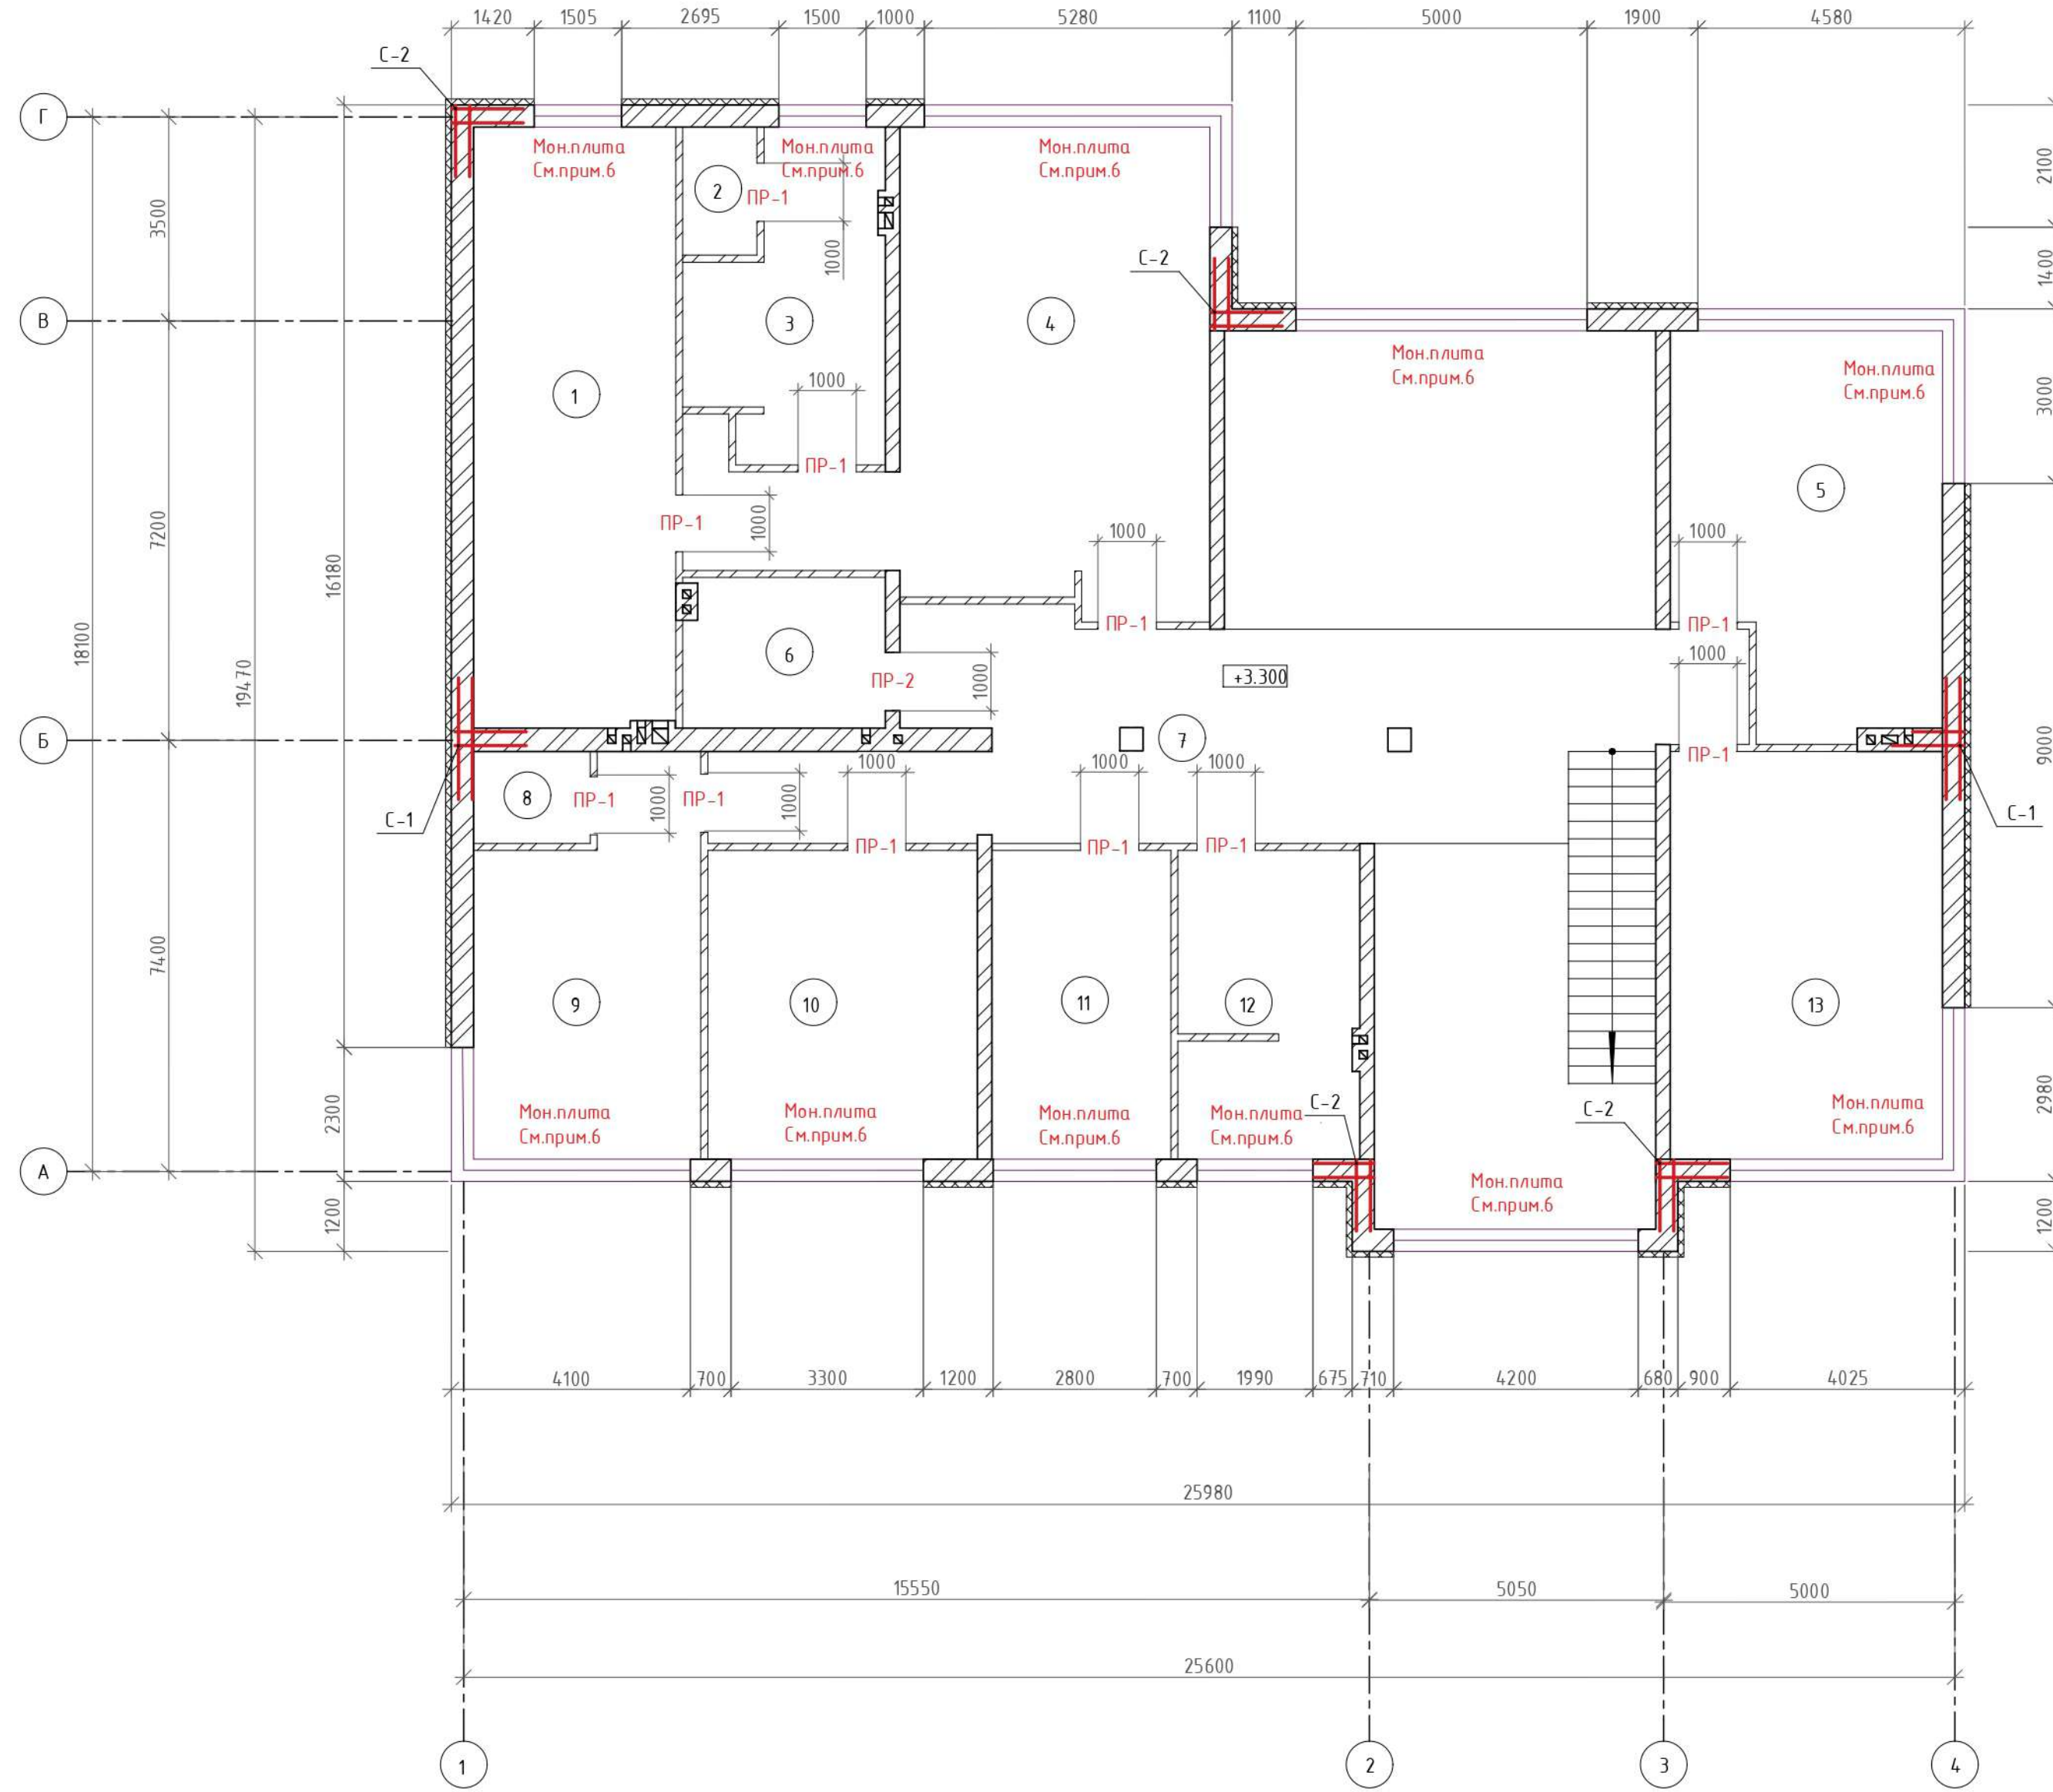 1420 1505 2695 1500 1000 5280 1100 5000 1900 4580
С-2
Г
Мон.плита
См.прим.6
Мон.плита
См.прим.6
Мон.плита
См.прим.6
2100
2
ПР-1
3500
1000
С-2
1400
В
3
4
Мон.плита
См.прим.6
Мон.плита
См.прим.6
1
1000
3000
ПР-1
5
7200
ПР-1
1000
1000
1000
16180
18100
19470
6
ПР-1
ПР-1
ПР-2
1000
+3.300
1000
Б
7
ПР-1
9000
8
ПР-1
1000
ПР-1
1000
1000
1000
1000
С-1
С-1
ПР-1
ПР-1
ПР-1
7400
9
10
11
12
13
2300
Мон.плита
См.прим.6
Мон.плита
См.прим.6
Мон.плита
См.прим.6
Мон.плита
См.прим.6
С-2
С-2
Мон.плита
См.прим.6
2980
А
Мон.плита
См.прим.6
1200
1200
4100 700 3300 1200 2800 700 1990 675 710 4200 680 900 4025
25980
15550 5050 5000
25600
1 2 3 4